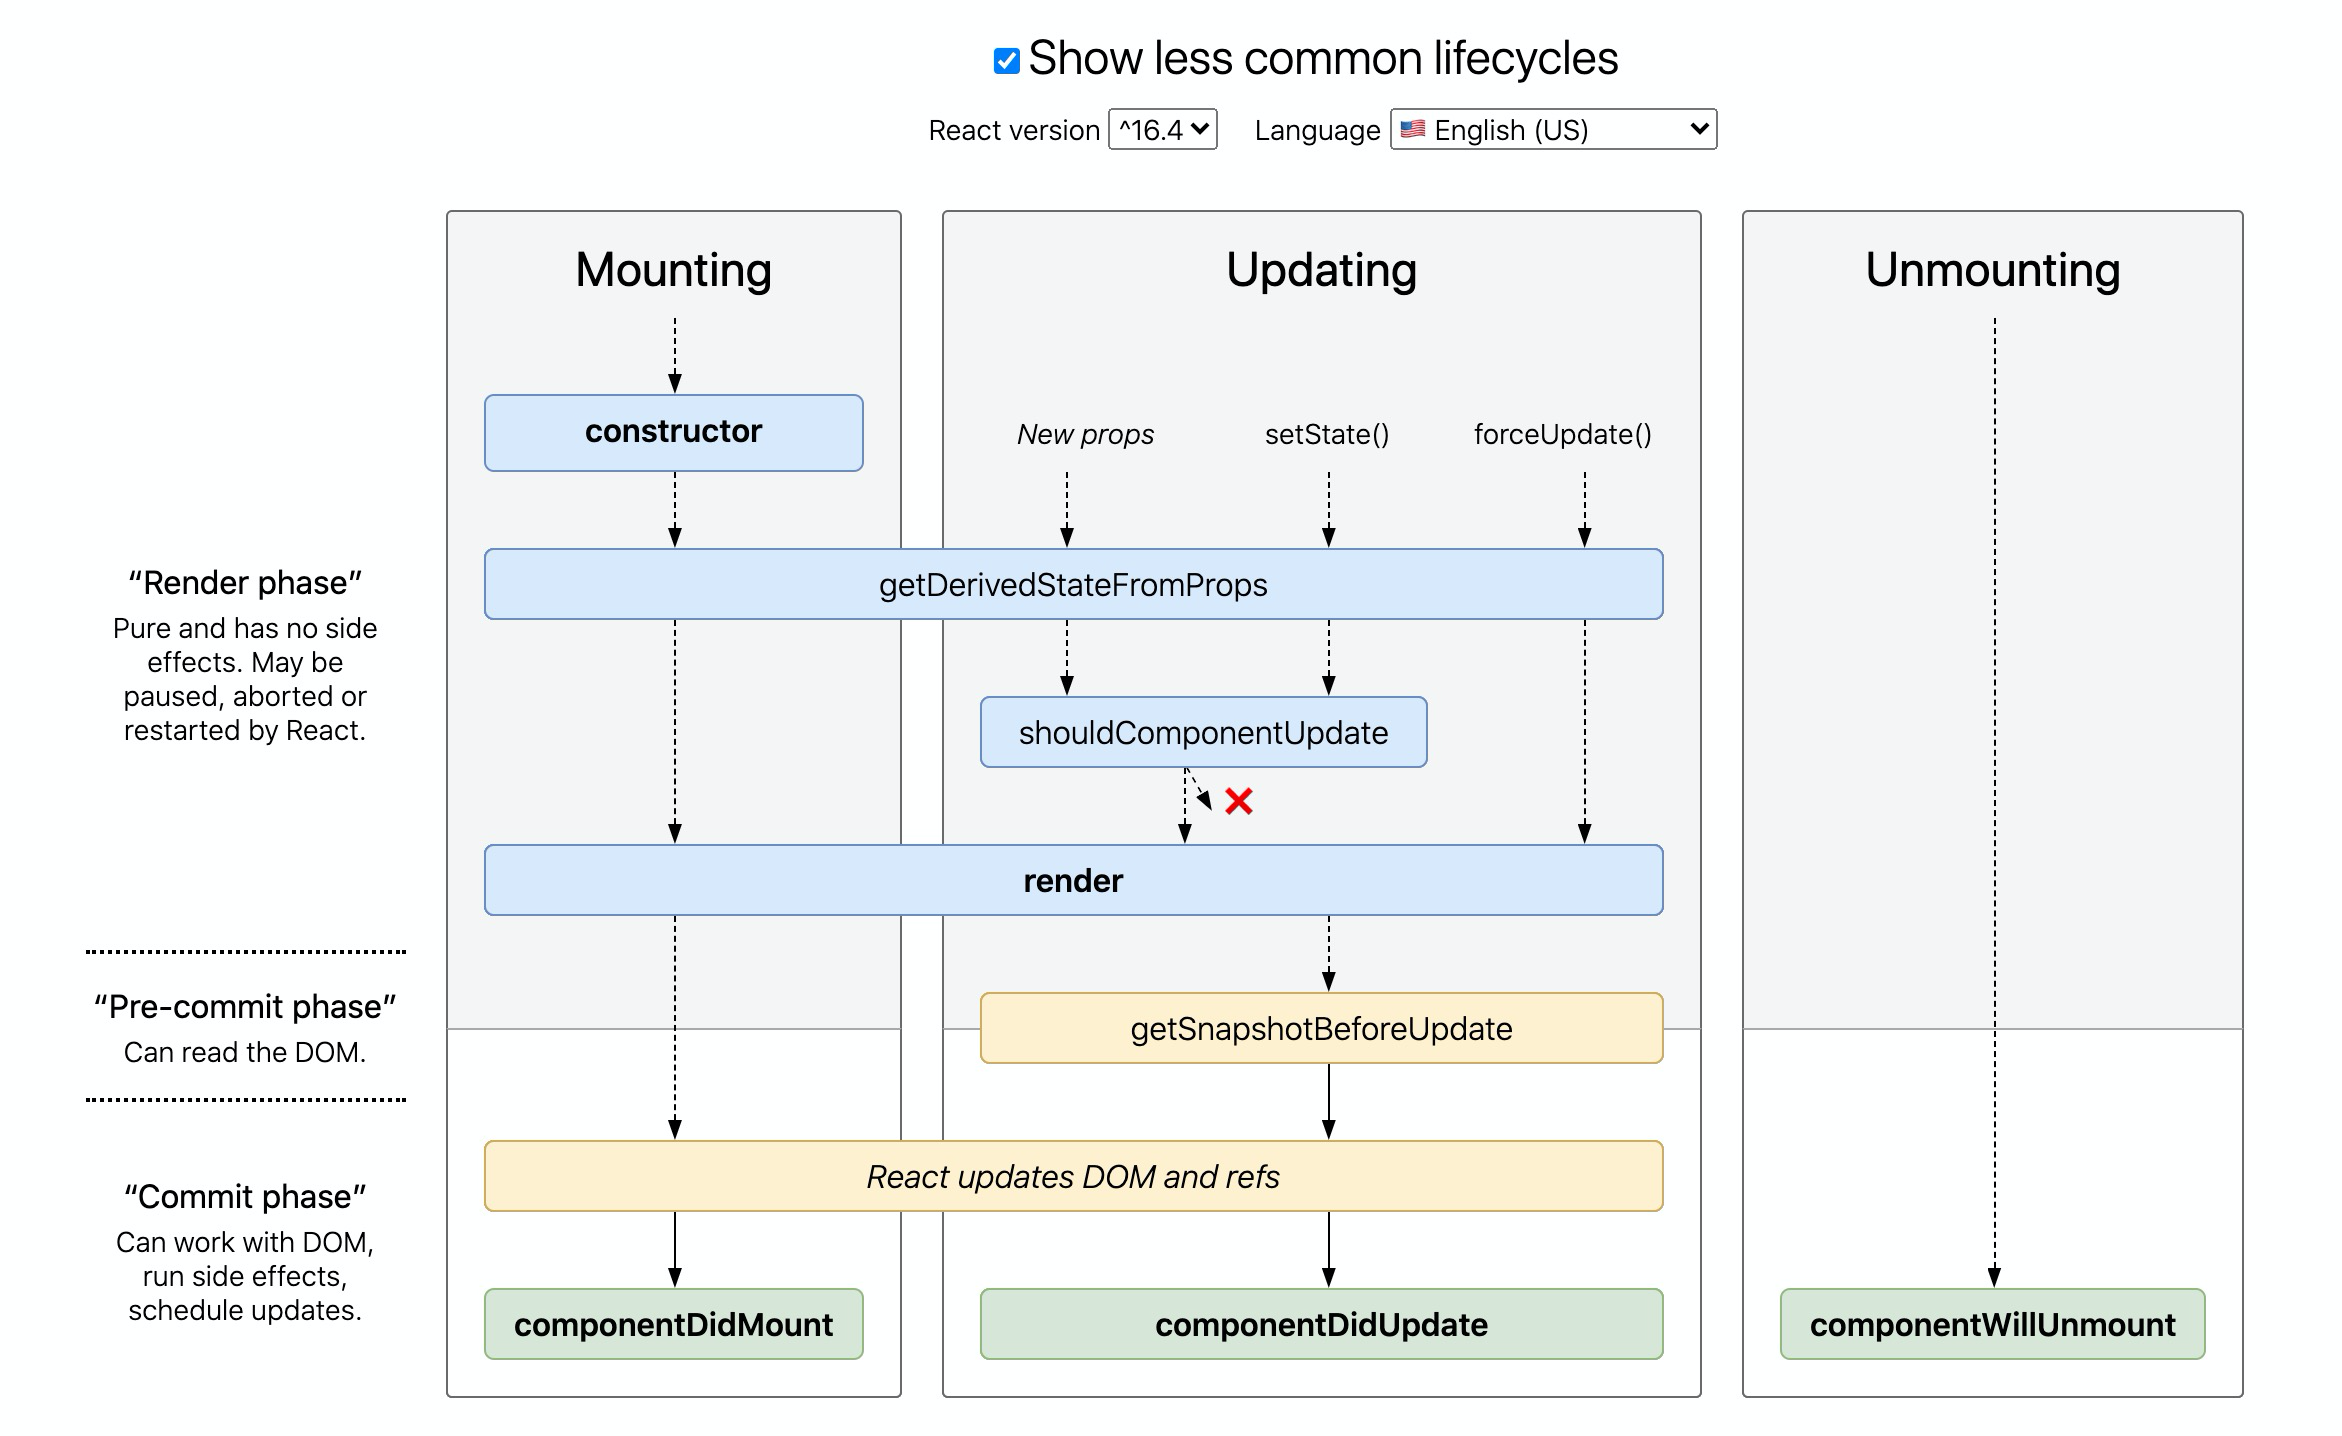 Show less common lifecycles
React version ^16.4 Language 🇺🇸 English (US)
Mounting
Updating
Unmounting
constructor
New props
setState()
forceUpdate()
getDerivedStateFromProps
“Render phase”
Pure and has no side
effects. May be
paused, aborted or
restarted by React.
shouldComponentUpdate
render
“Pre-commit phase”
Can read the DOM.
getSnapshotBeforeUpdate
React updates DOM and refs
“Commit phase”
Can work with DOM,
run side effects,
schedule updates.
componentDidMount
componentDidUpdate
componentWillUnmount